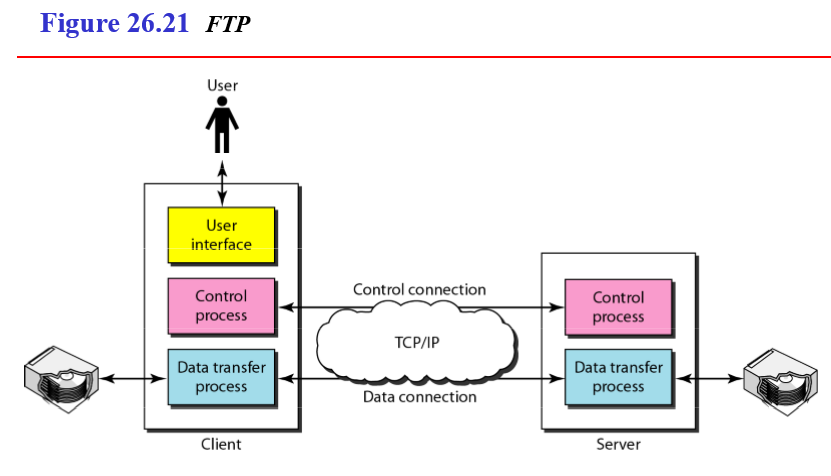 Figure 26.21 FTP
User
User
interface
Control
process
Data transfer
process
Client
Control connection
TCP/IP
Data connection
Control
process
Data transfer
process
Server